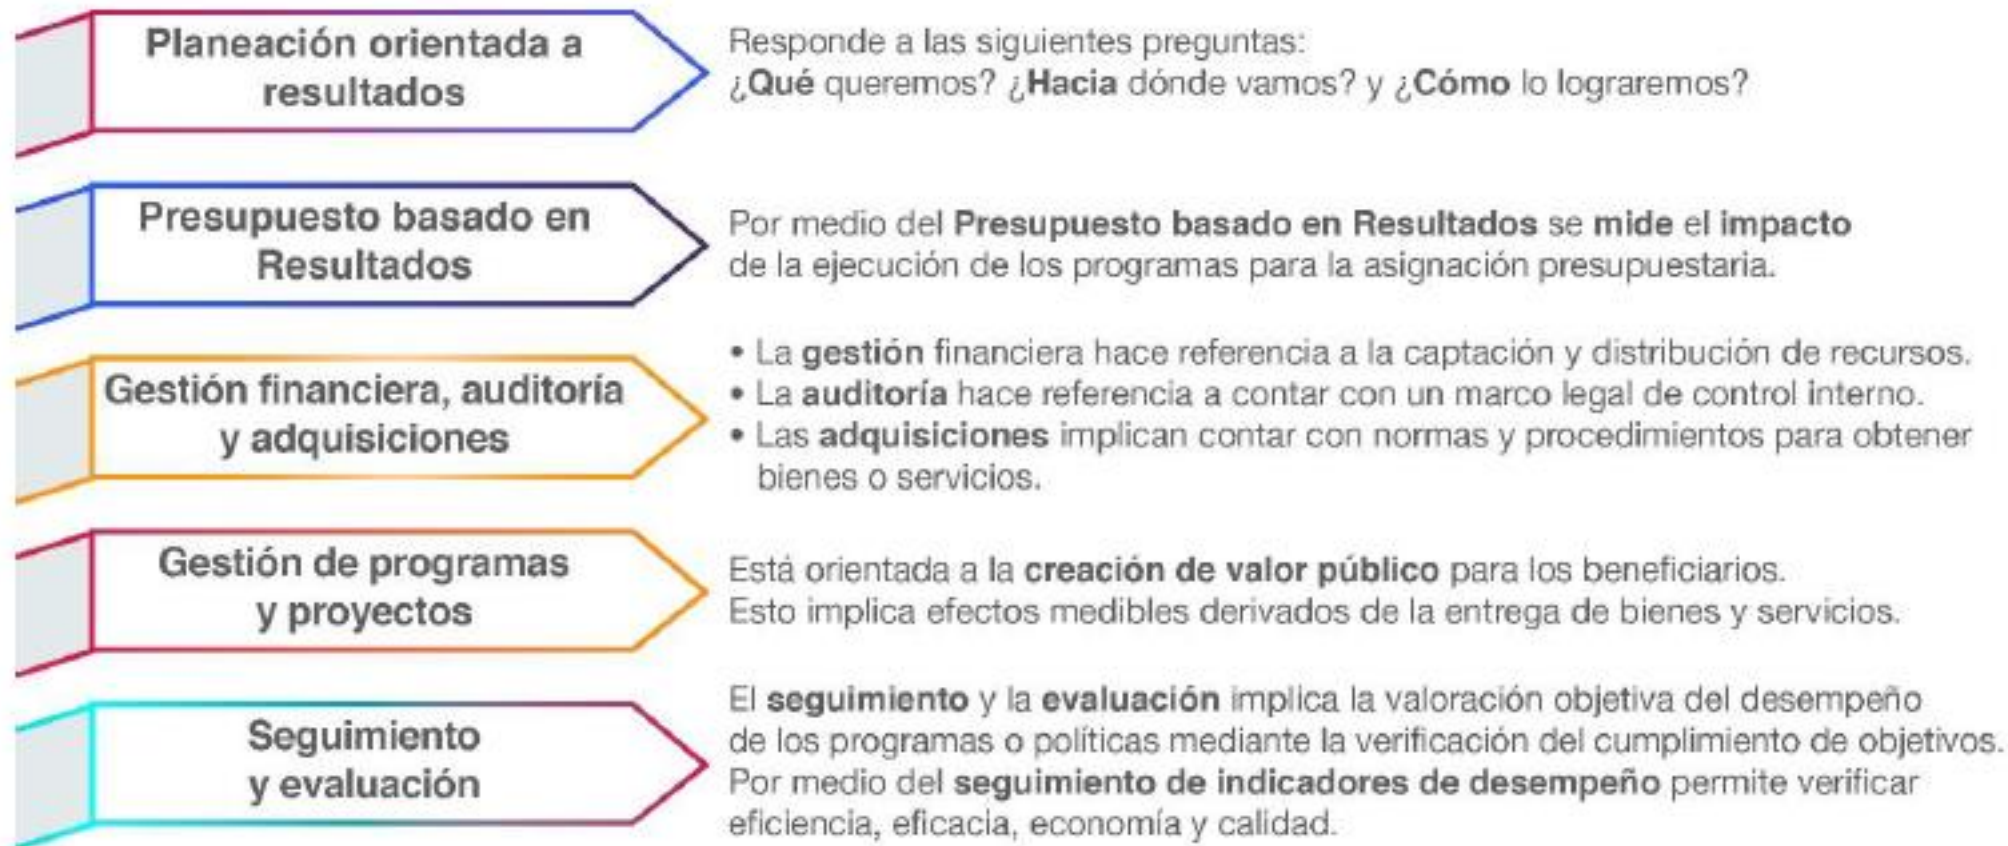 Planeación orientada a
resultados
Responde a las siguientes preguntas:
¿Qué queremos? ¿Hacia dónde vamos? y ¿Cómo lo lograremos?
Presupuesto basado en
Resultados
Por medio del Presupuesto basado en Resultados se mide el impacto
de la ejecución de los programas para la asignación presupuestaria.
Gestión financiera, auditoría
y adquisiciones
• La gestión financiera hace referencia a la captación y distribución de recursos.
• La auditoría hace referencia a contar con un marco legal de control interno.
• Las adquisiciones implican contar con normas y procedimientos para obtener
bienes o servicios.
Gestión de programas
y proyectos
Está orientada a la creación de valor público para los beneficiarios.
Esto implica efectos medibles derivados de la entrega de bienes y servicios.
Seguimiento
y evaluación
El seguimiento y la evaluación implica la valoración objetiva del desempeño
de los programas o políticas mediante la verificación del cumplimiento de objetivos.
Por medio del seguimiento de indicadores de desempeño permite verificar
eficiencia, eficacia, economía y calidad.